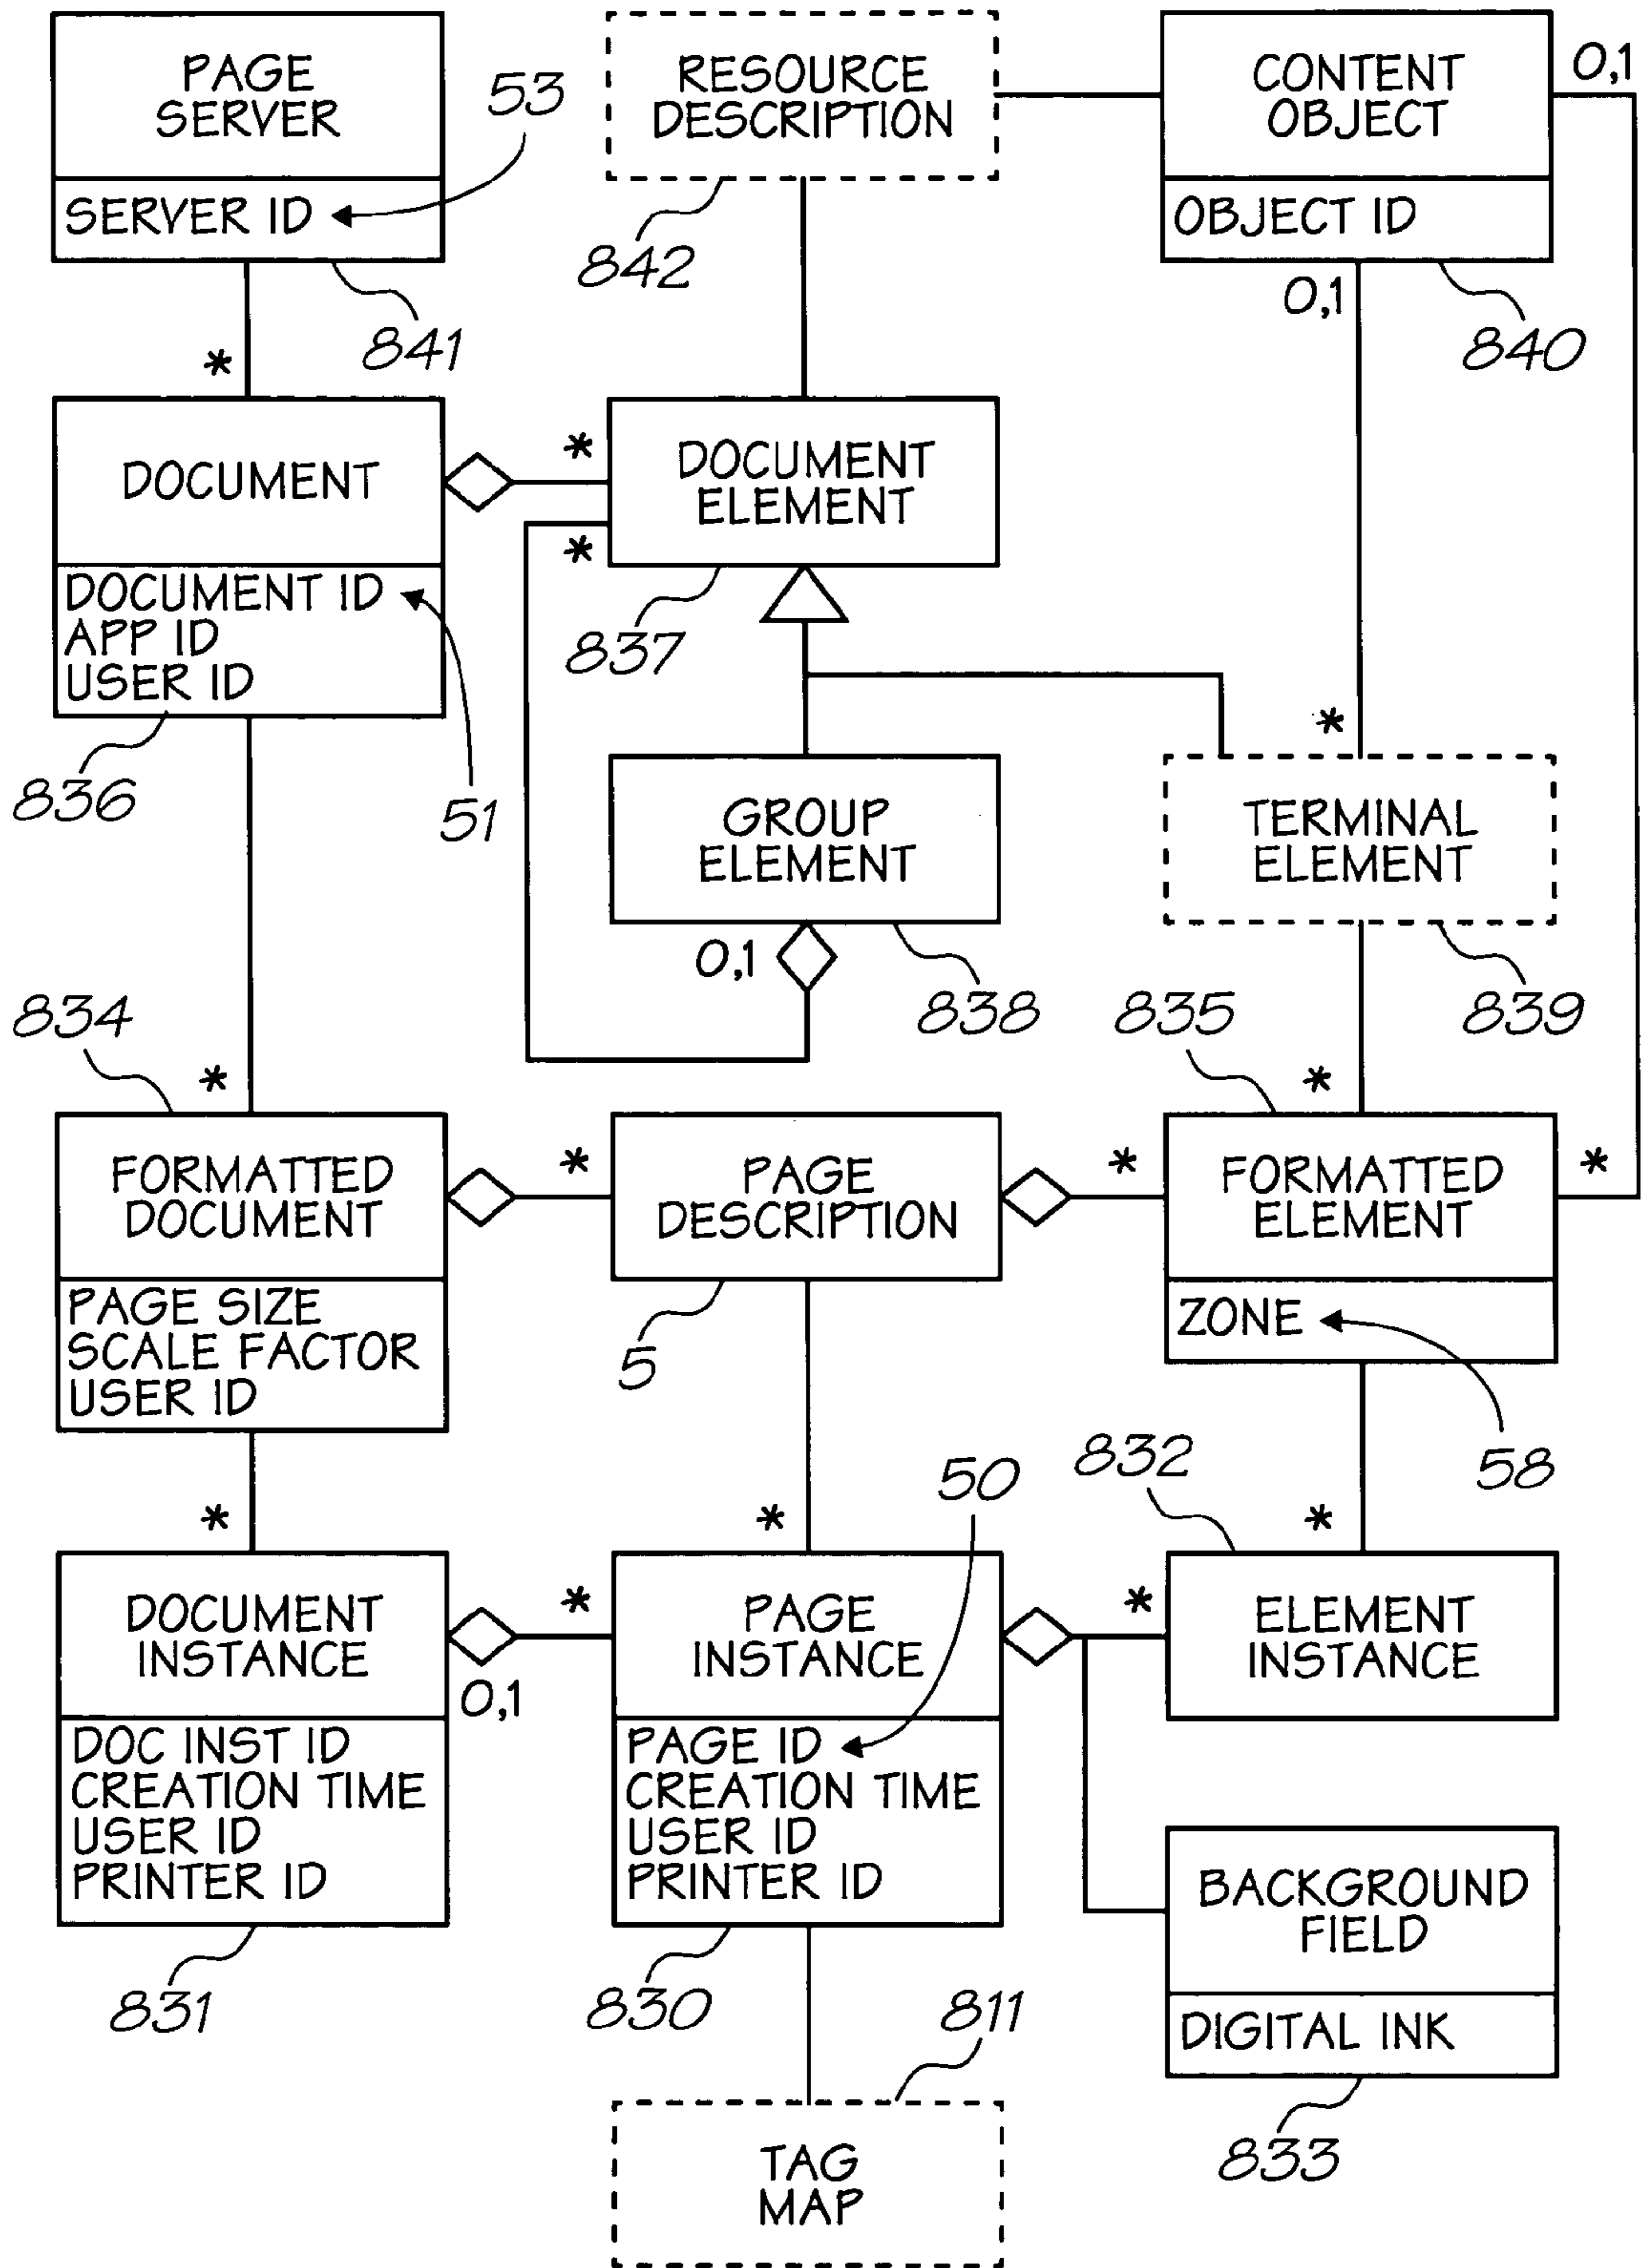 PAGE
SERVER
SERVER ID
53
841
RESOURCE
DESCRIPTION
842
CONTENT
OBJECT
OBJECT ID
0,1
0,1
840
*
DOCUMENT
DOCUMENT ID
APP ID
USER ID
836
51
*
*
DOCUMENT
ELEMENT
837
GROUP
ELEMENT
0,1
838
*
TERMINAL
ELEMENT
839
834
*
FORMATTED
DOCUMENT
PAGE SIZE
SCALE FACTOR
USER ID
*
PAGE
DESCRIPTION
5
835
*
*
FORMATTED
ELEMENT
*
ZONE
58
*
DOCUMENT
INSTANCE
0,1
DOC INST ID
CREATION TIME
USER ID
PRINTER ID
831
*
*
50
PAGE
INSTANCE
PAGE ID
CREATION TIME
USER ID
PRINTER ID
830
832
*
*
ELEMENT
INSTANCE
BACKGROUND
FIELD
DIGITAL INK
833
811
TAG
MAP